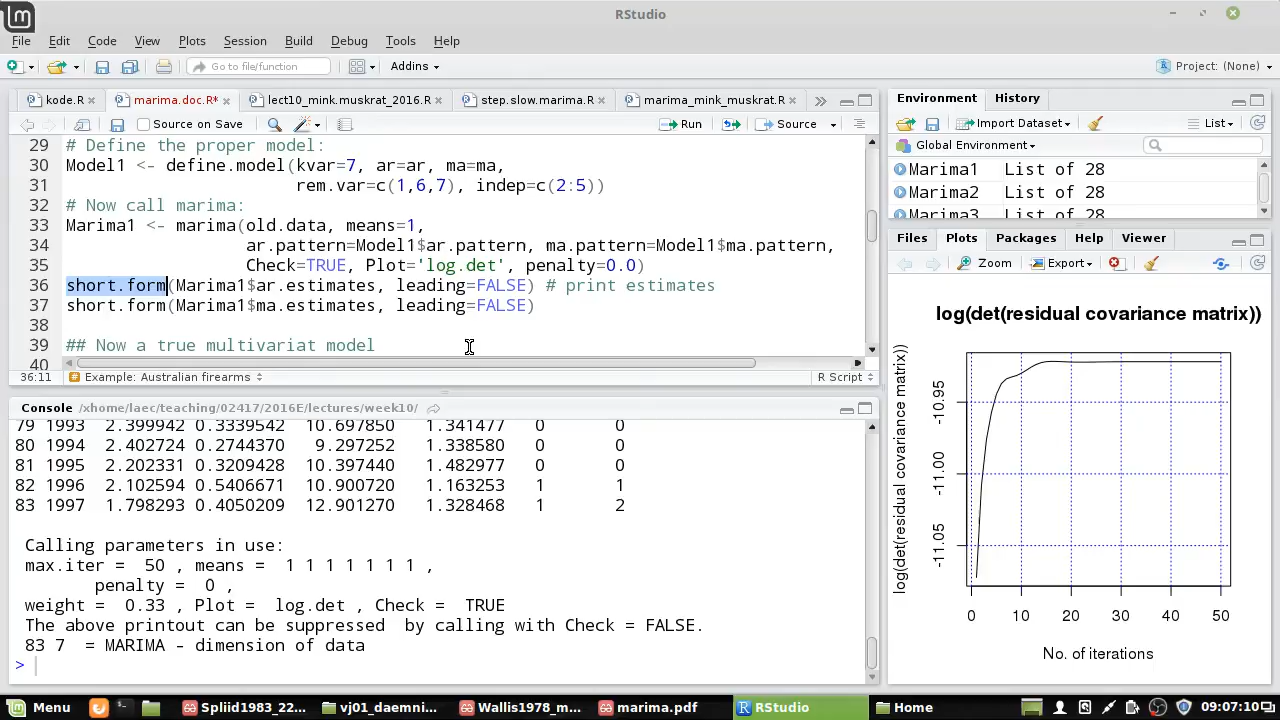 RStudio
File Edit Code View Plots Session Build Debug Tools Help
Go to file/function Addins Project: (None)
kode.R marima.doc.R* lect10_mink.muskrat_2016.R step.slow.marima.R marima_mink_muskrat.R
Source on Save Run Source
29 # Define the proper model:
30 Model1 <- define.model(kvar=7, ar=ar, ma=ma,
31 rem.var=c(1,6,7), indep=c(2:5))
32 # Now call marima:
33 Marima1 <- marima(old.data, means=1,
34 ar.pattern=Model1$ar.pattern, ma.pattern=Model1$ma.pattern,
35 Check=TRUE, Plot='log.det', penalty=0.0)
36 short.form(Marima1$ar.estimates, leading=FALSE) # print estimates
37 short.form(Marima1$ma.estimates, leading=FALSE)
38
39 ## Now a true multivariat model
40
36:11 # Example: Australian firearms R Script
Console /xhome/laec/teaching/02417/2016E/lectures/week10/
79 1993 2.399942 0.3339542 10.697850 1.341477 0 0
80 1994 2.402724 0.2744370 9.297252 1.338580 0 0
81 1995 2.202331 0.3209428 10.397440 1.482977 0 0
82 1996 2.102594 0.5406671 10.900720 1.163253 1 1
83 1997 1.798293 0.4050209 12.901270 1.328468 1 2
Calling parameters in use:
max.iter = 50 , means = 1 1 1 1 1 1 1 ,
penalty = 0 ,
weight = 0.33 , Plot = log.det , Check = TRUE
The above printout can be suppressed by calling with Check = FALSE.
83 7 = MARIMA - dimension of data
>
Environment History
Import Dataset List
Global Environment
Marima1 List of 28
Marima2 List of 28
Marima3 List of 28
Files Plots Packages Help Viewer
Zoom Export
log(det(residual covariance matrix))
log(det(residual covariance matrix))
-10.95
-11.00
-11.05
0 10 20 30 40 50
No. of iterations
Menu Spliid1983_22... vj01_daemni... Wallis1978_m... marima.pdf RStudio Home 09:07:10